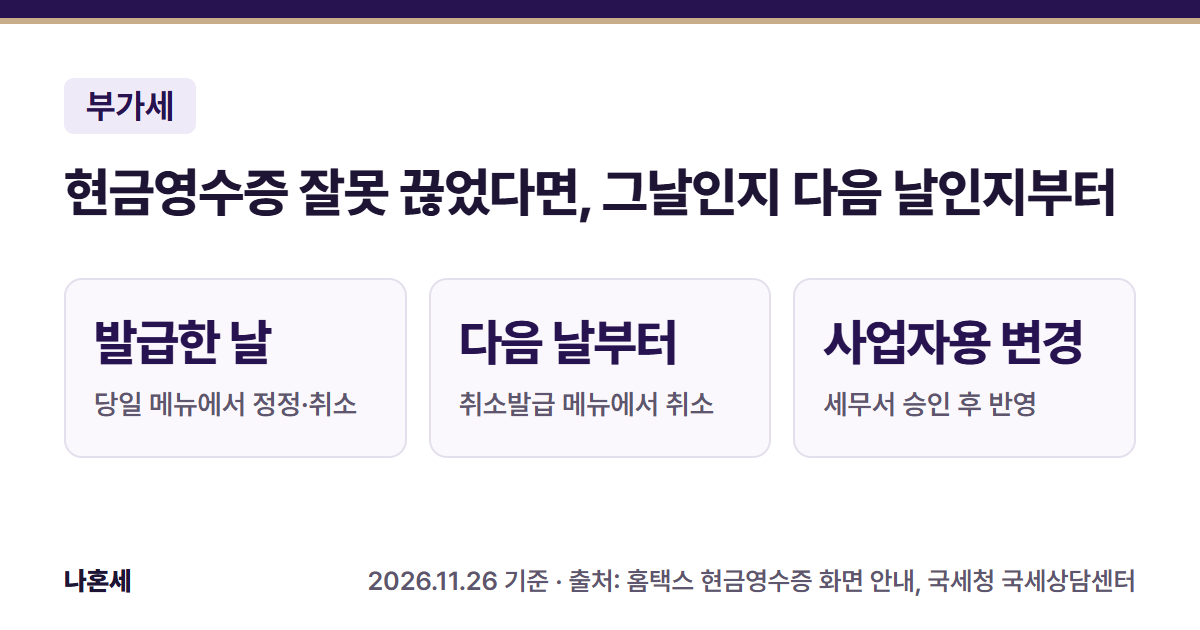 부가세
현금영수증 잘못 끊었다면, 그날인지 다음 날인지부터
발급한 날
당일 메뉴에서 정정·취소
다음 날부터
취소발급 메뉴에서 취소
사업자용 변경
세무서 승인 후 반영
나혼세
2026.11.26 기준 · 출처: 홈택스 현금영수증 화면 안내, 국세청 국세상담센터